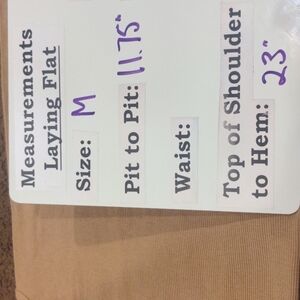 Measurements
Laying Flat
Size: M
Pit to Pit: 11.75"
Waist:
Top of Shoulder
to Hem: 23"